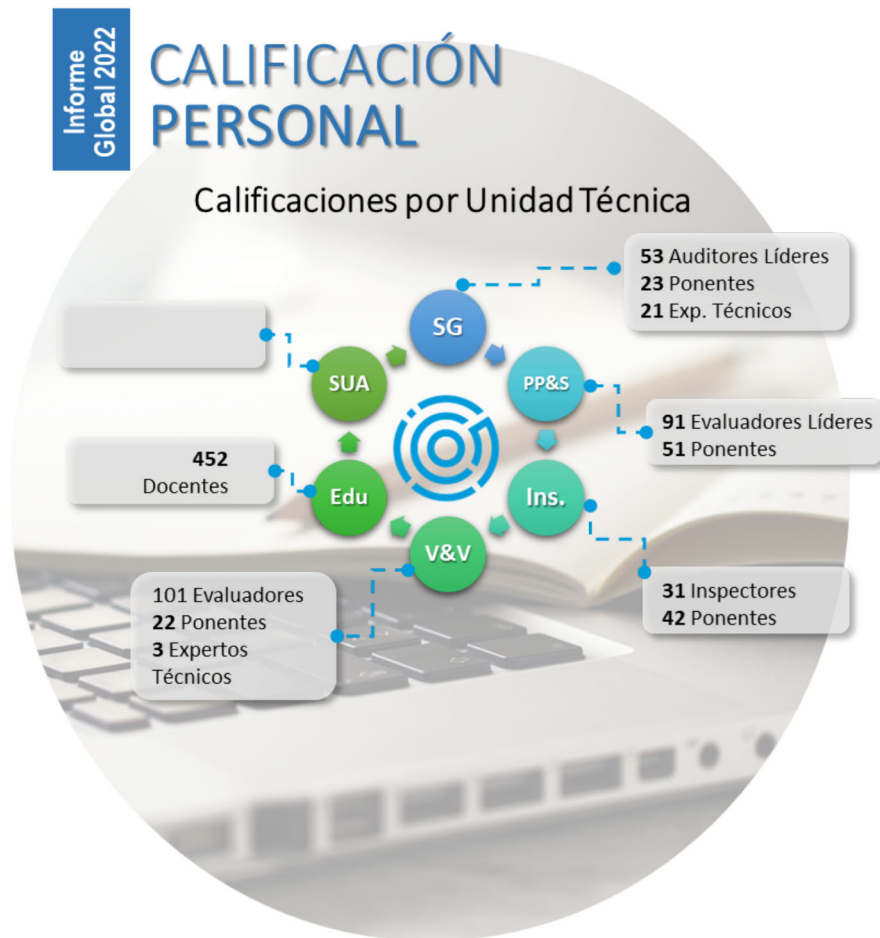 Informe
Global 2022
CALIFICACIÓN
PERSONAL
Calificaciones por Unidad Técnica
53 Auditores Líderes
23 Ponentes
21 Exp. Técnicos
SG
SUA
PP&S
91 Evaluadores Líderes
51 Ponentes
452
Docentes
Edu
Ins.
V&V
101 Evaluadores
22 Ponentes
3 Expertos
Técnicos
31 Inspectores
42 Ponentes